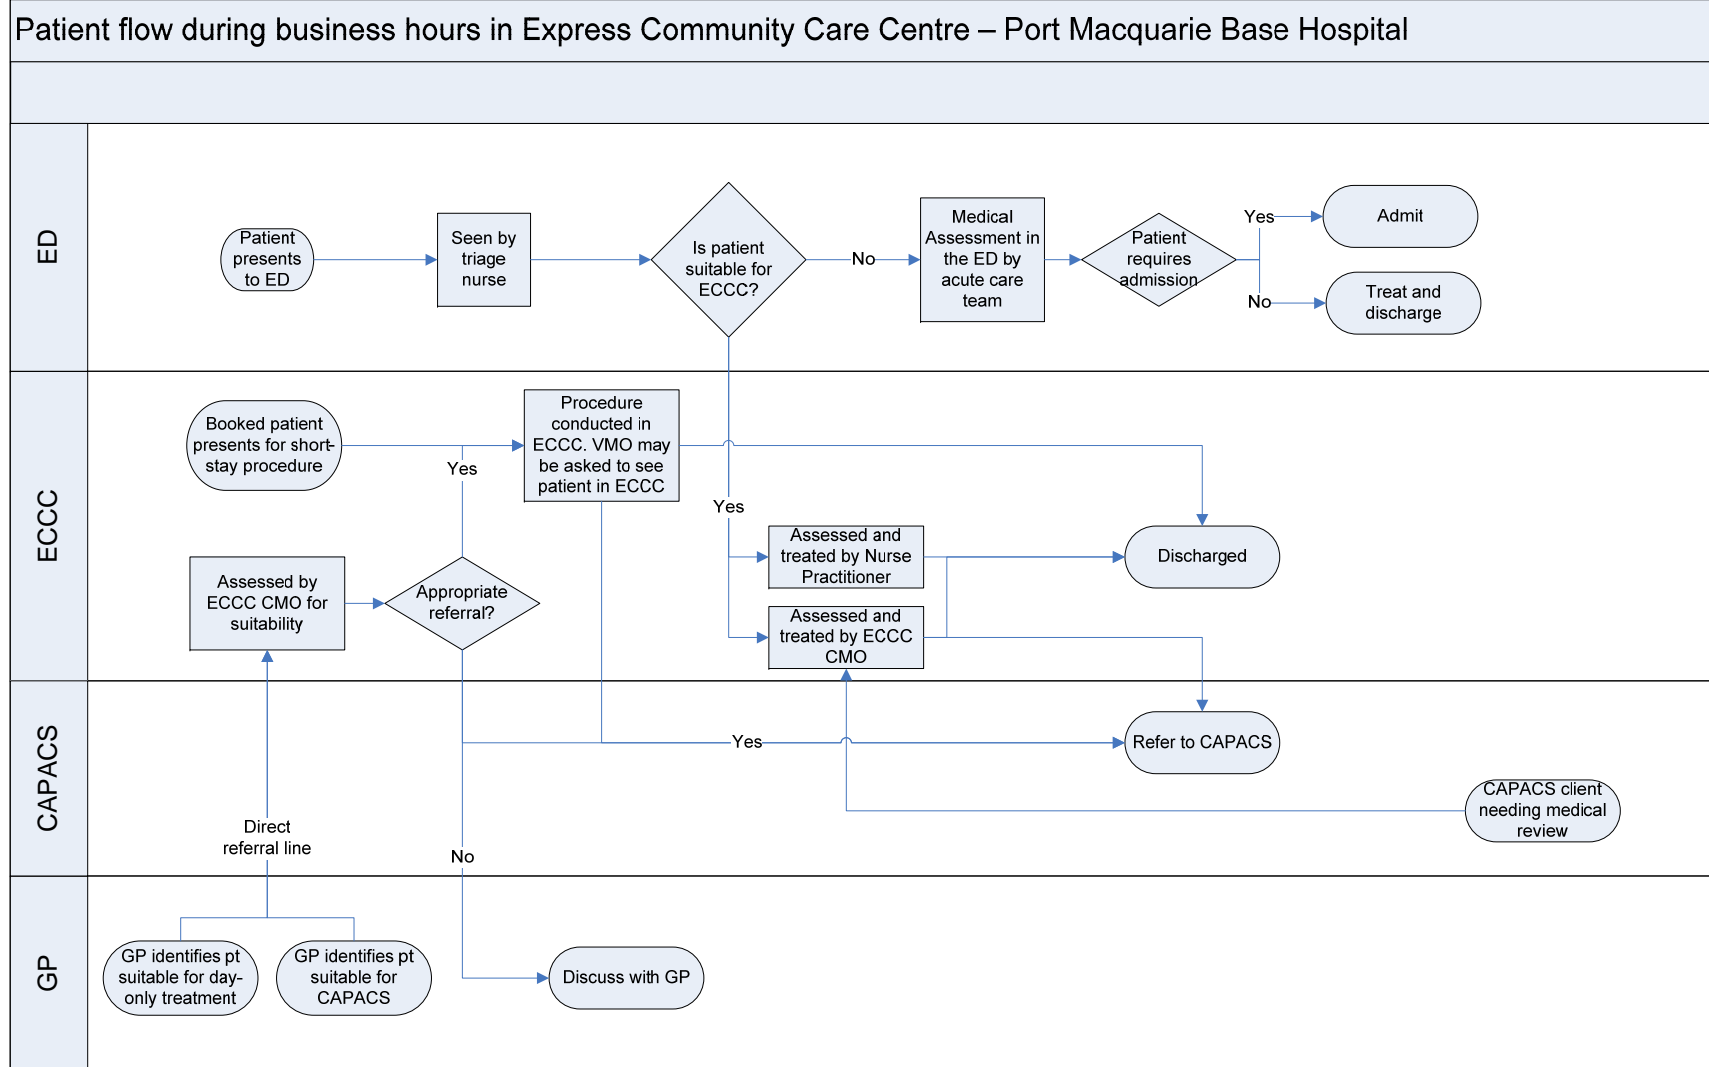 Patient flow during business hours in Express Community Care Centre – Port Macquarie Base Hospital
ED
Patient
presents
to ED
Seen by
triage
nurse
Is patient
suitable for
ECCC?
No
Medical
Assessment in
the ED by
acute care
team
Patient
requires
admission
Yes
Admit
No
Treat and
discharge
ECCC
Booked patient
presents for short-
stay procedure
Yes
Procedure
conducted in
ECCC. VMO may
be asked to see
patient in ECCC
Yes
Assessed and
treated by Nurse
Practitioner
Discharged
Assessed by
ECCC CMO for
suitability
Appropriate
referral?
Assessed and
treated by ECCC
CMO
CAPACS
Yes
Refer to CAPACS
CAPACS client
needing medical
review
Direct
referral line
No
GP
GP identifies pt
suitable for day-
only treatment
GP identifies pt
suitable for
CAPACS
Discuss with GP